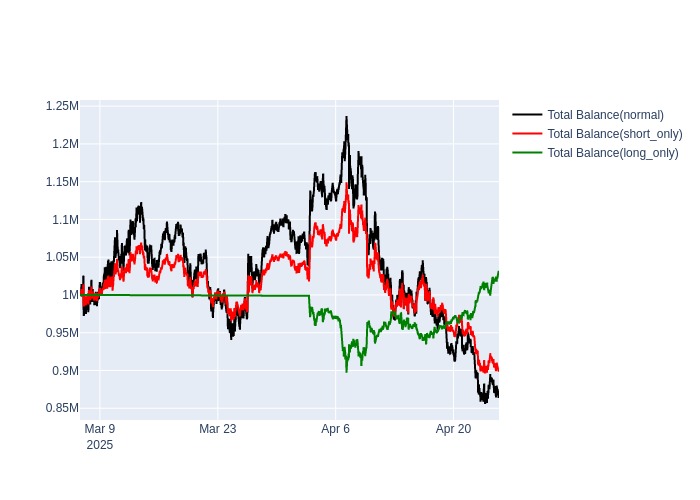 1.25M
1.2M
1.15M
1.1M
1.05M
1M
0.95M
0.9M
0.85M
Mar 9
2025
Mar 23
Apr 6
Apr 20
Total Balance(normal)
Total Balance(short_only)
Total Balance(long_only)